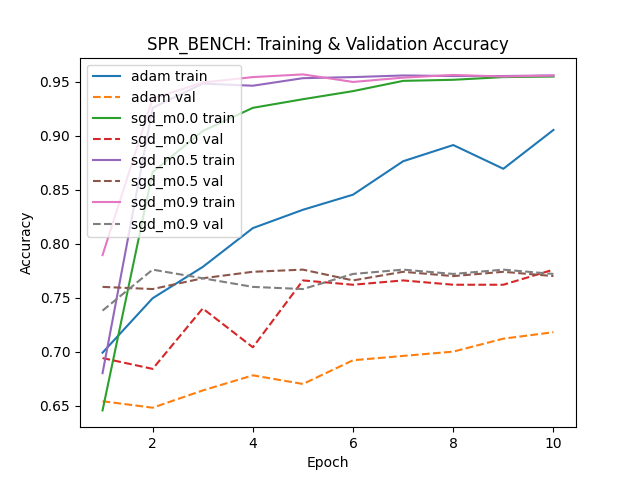 SPR_BENCH: Training & Validation Accuracy
Accuracy
0.95
0.90
0.85
0.80
0.75
0.70
0.65
adam train
adam val
sgd_m0.0 train
sgd_m0.0 val
sgd_m0.5 train
sgd_m0.5 val
sgd_m0.9 train
sgd_m0.9 val
2 4 6 8 10
Epoch